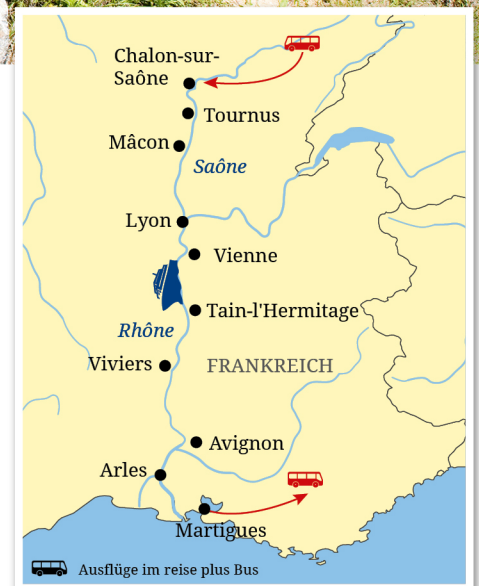 Chalon-sur-
Saône
Tournus
Mâcon
Saône
Lyon
Vienne
Tain-l'Hermitage
Rhône
Viviers
FRANKREICH
Avignon
Arles
Martigues
Ausflüge im reise plus Bus